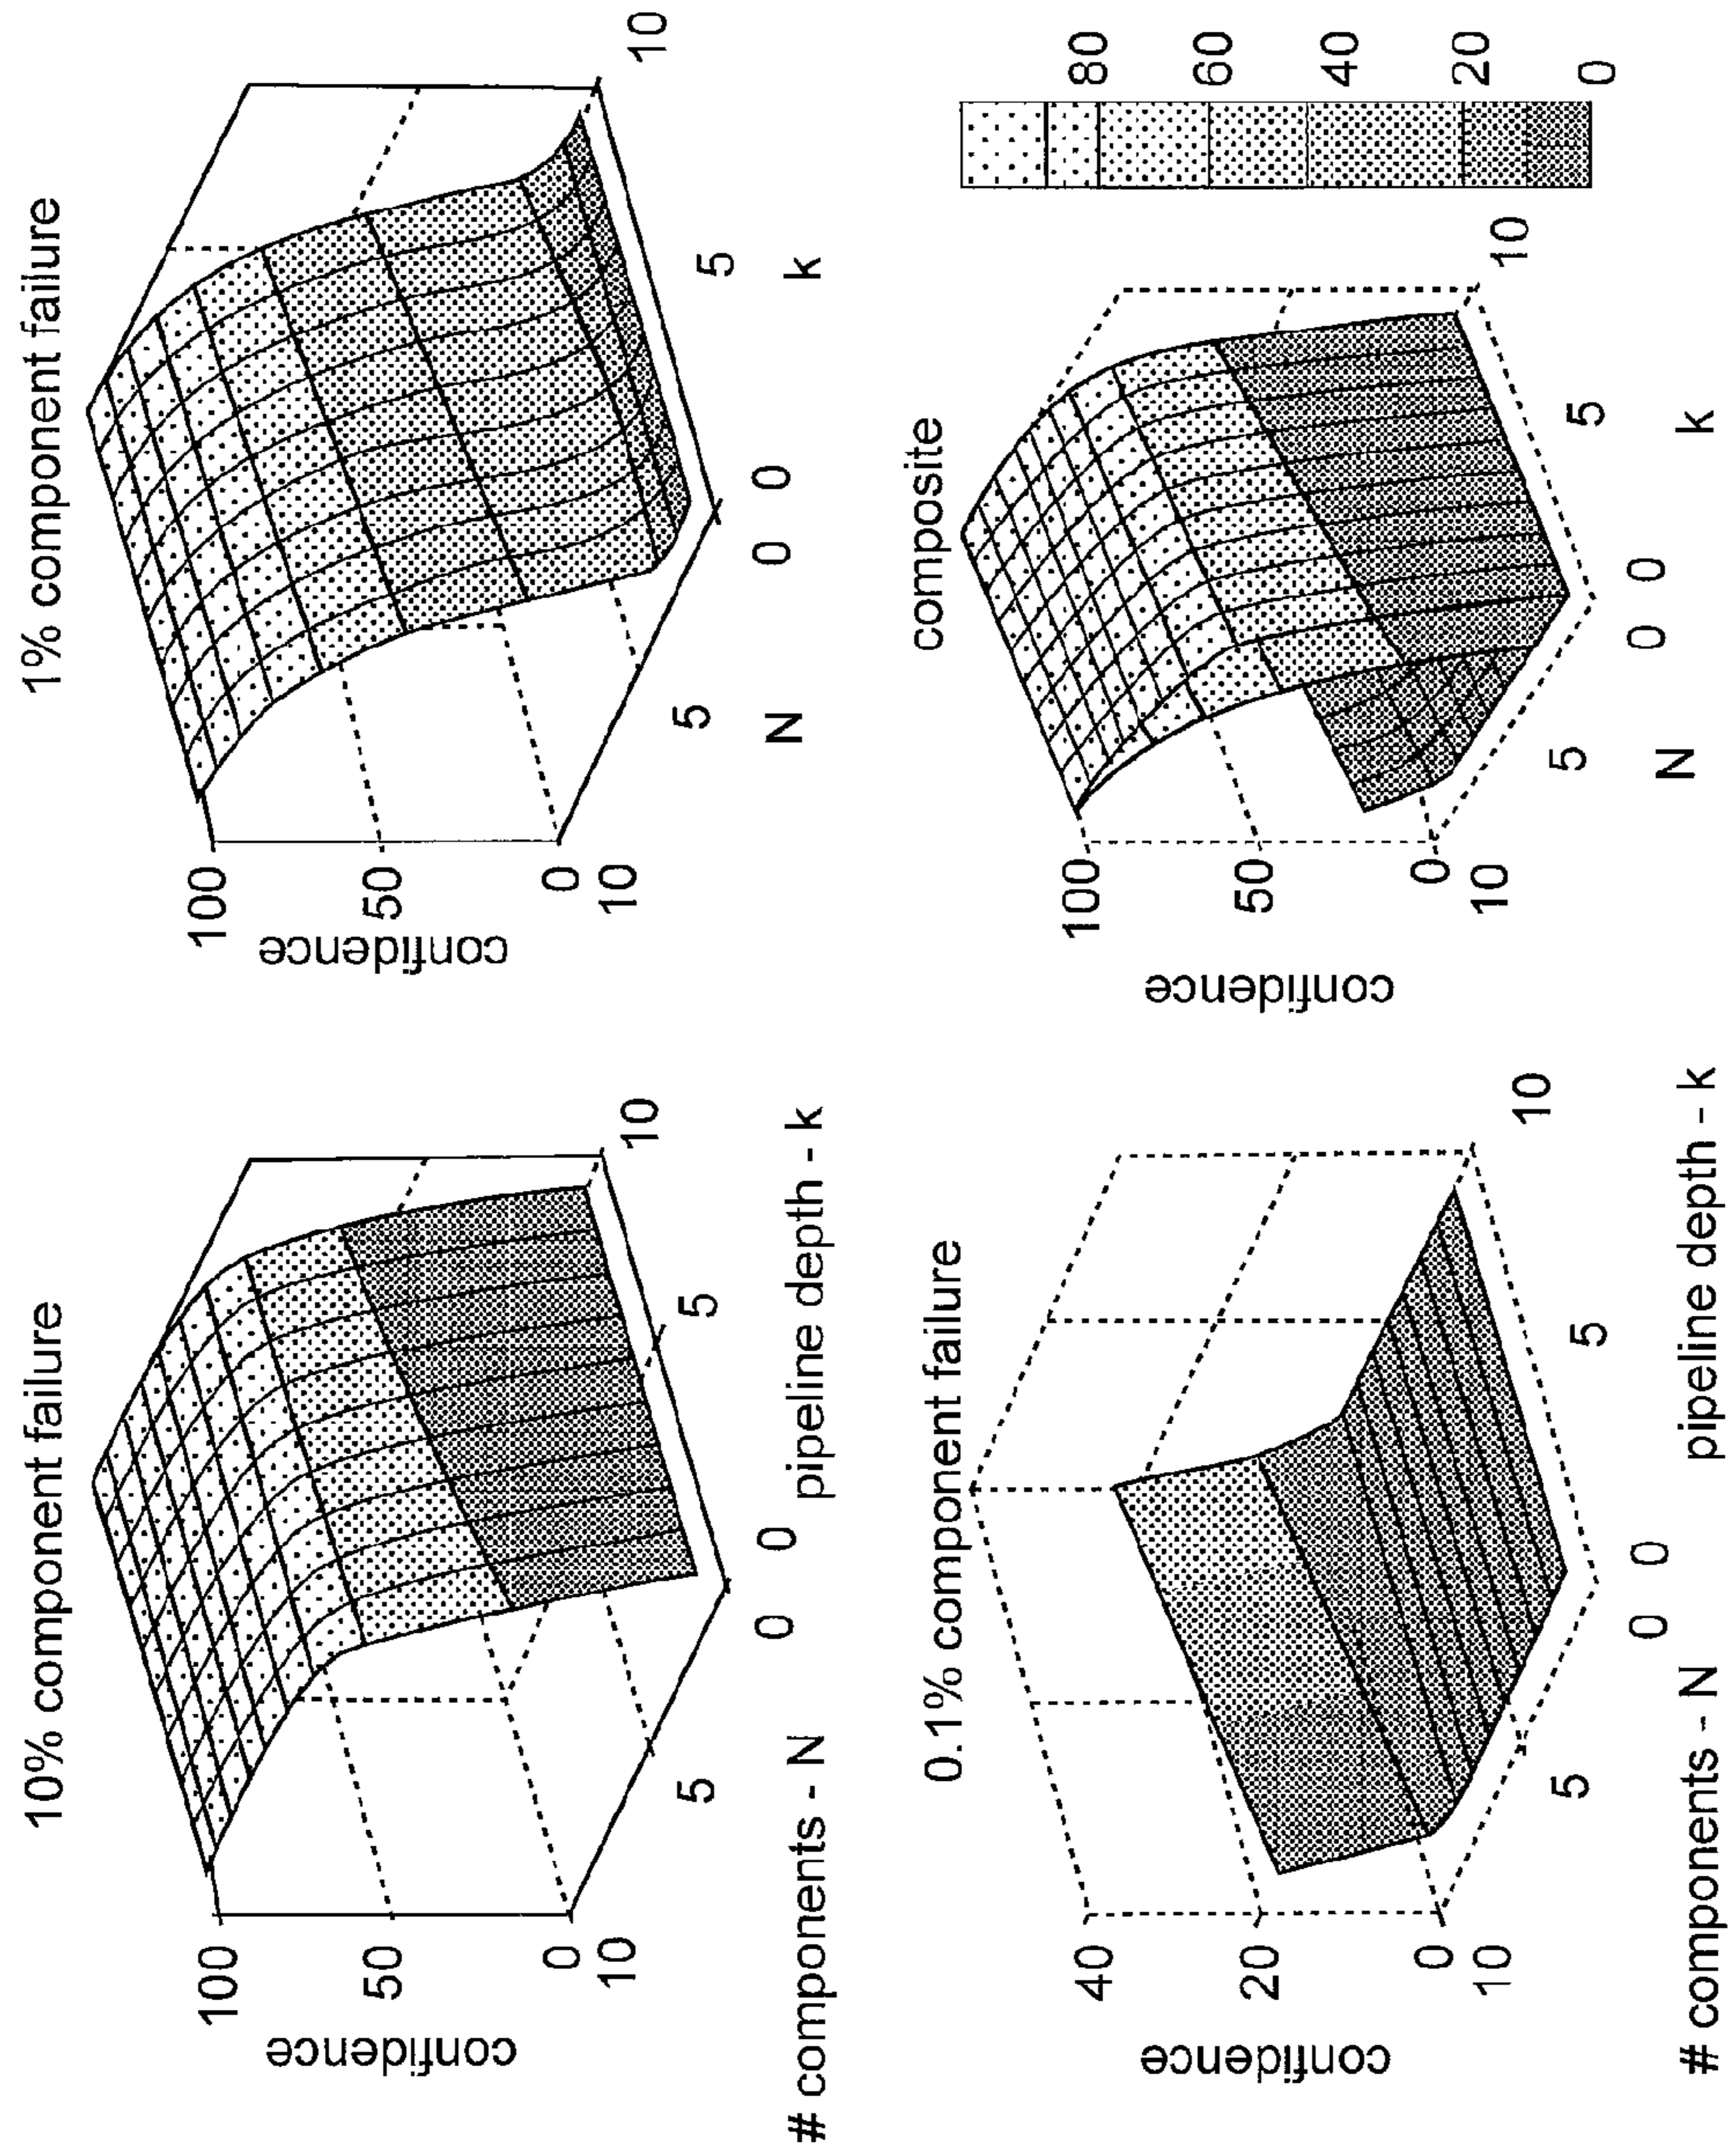 10% component failure
confidence
100
50
0
10
5
0
0
5
10
# components - N
pipeline depth - k
1% component failure
confidence
100
50
0
10
5
0
0
5
10
N
k
0.1% component failure
confidence
40
20
0
10
5
0
0
5
10
# components - N
pipeline depth - k
composite
confidence
100
50
0
10
5
0
0
5
10
N
k
80
60
40
20
0